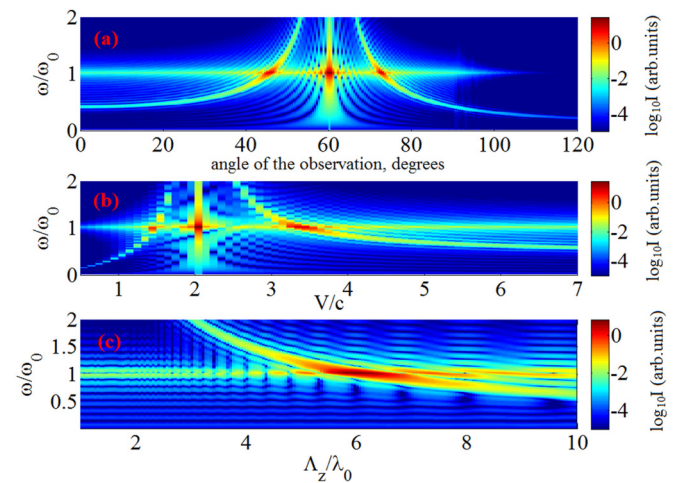 (a)
ω/ω0
2
1
0
0 20 40 60 80 100 120
angle of the observation, degrees
0
-2
-4
log10I (arb.units)
(b)
ω/ω0
2
1
0
1 2 3 4 5 6 7
V/c
0
-2
-4
log10I (arb.units)
(c)
ω/ω0
2
1.5
1
0.5
2 4 6 8 10
Λz/λ0
0
-2
-4
log10I (arb.units)